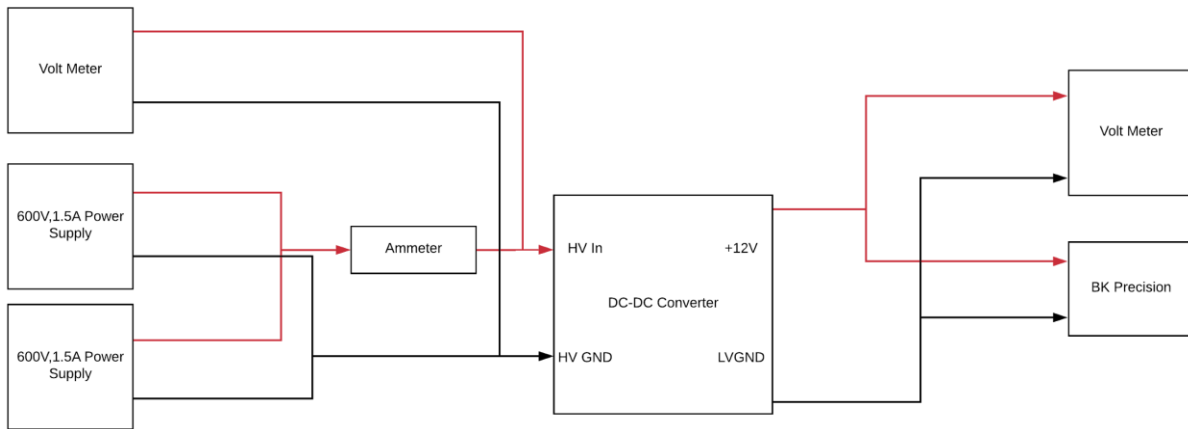 Volt Meter
600V,1.5A Power
Supply
600V,1.5A Power
Supply
Ammeter
HV In
+12V
DC-DC Converter
HV GND
LVGND
Volt Meter
BK Precision